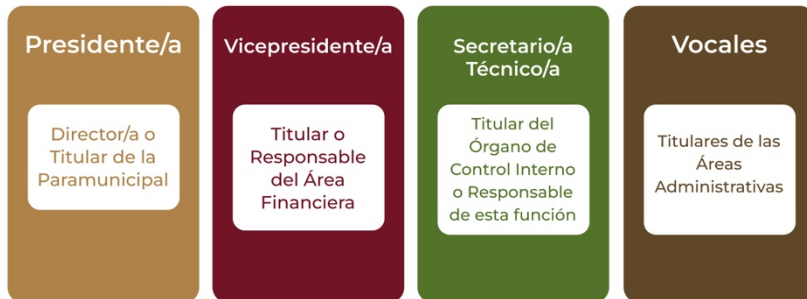 Presidente/a
Director/a o
Titular de la
Paramunicipal
Vicepresidente/a
Titular o
Responsable
del Área
Financiera
Secretario/a
Técnico/a
Titular del
Órgano de
Control Interno
o Responsable
de esta función
Vocales
Titulares de las
Áreas
Administrativas